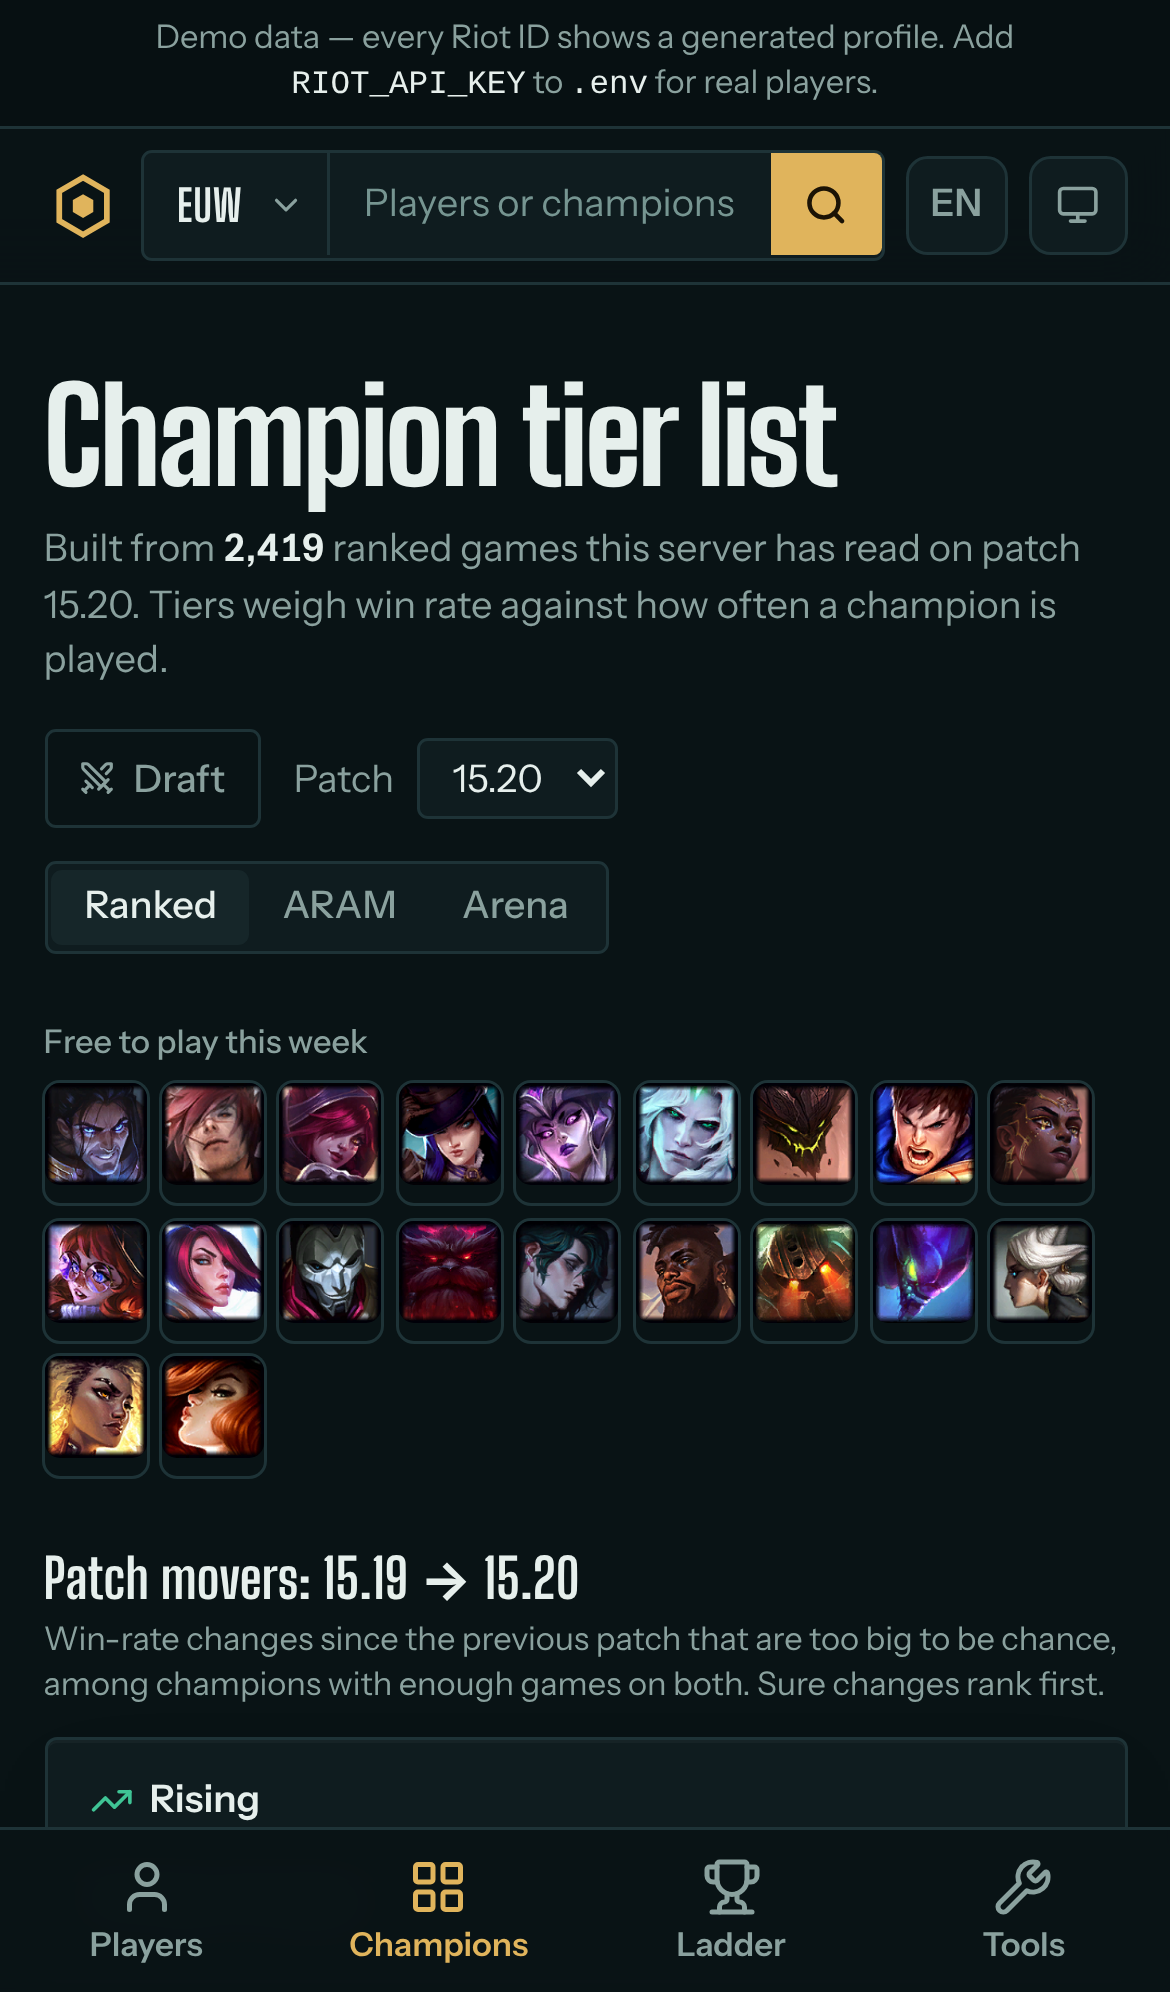 Demo data — every Riot ID shows a generated profile. Add
RIOT_API_KEY to .env for real players.
EUW
Players or champions
EN
Champion tier list
Built from 2,419 ranked games this server has read on patch
15.20. Tiers weigh win rate against how often a champion is
played.
Draft
Patch
15.20
Ranked
ARAM
Arena
Free to play this week
Patch movers: 15.19 → 15.20
Win-rate changes since the previous patch that are too big to be chance,
among champions with enough games on both. Sure changes rank first.
Rising
Players
Champions
Ladder
Tools